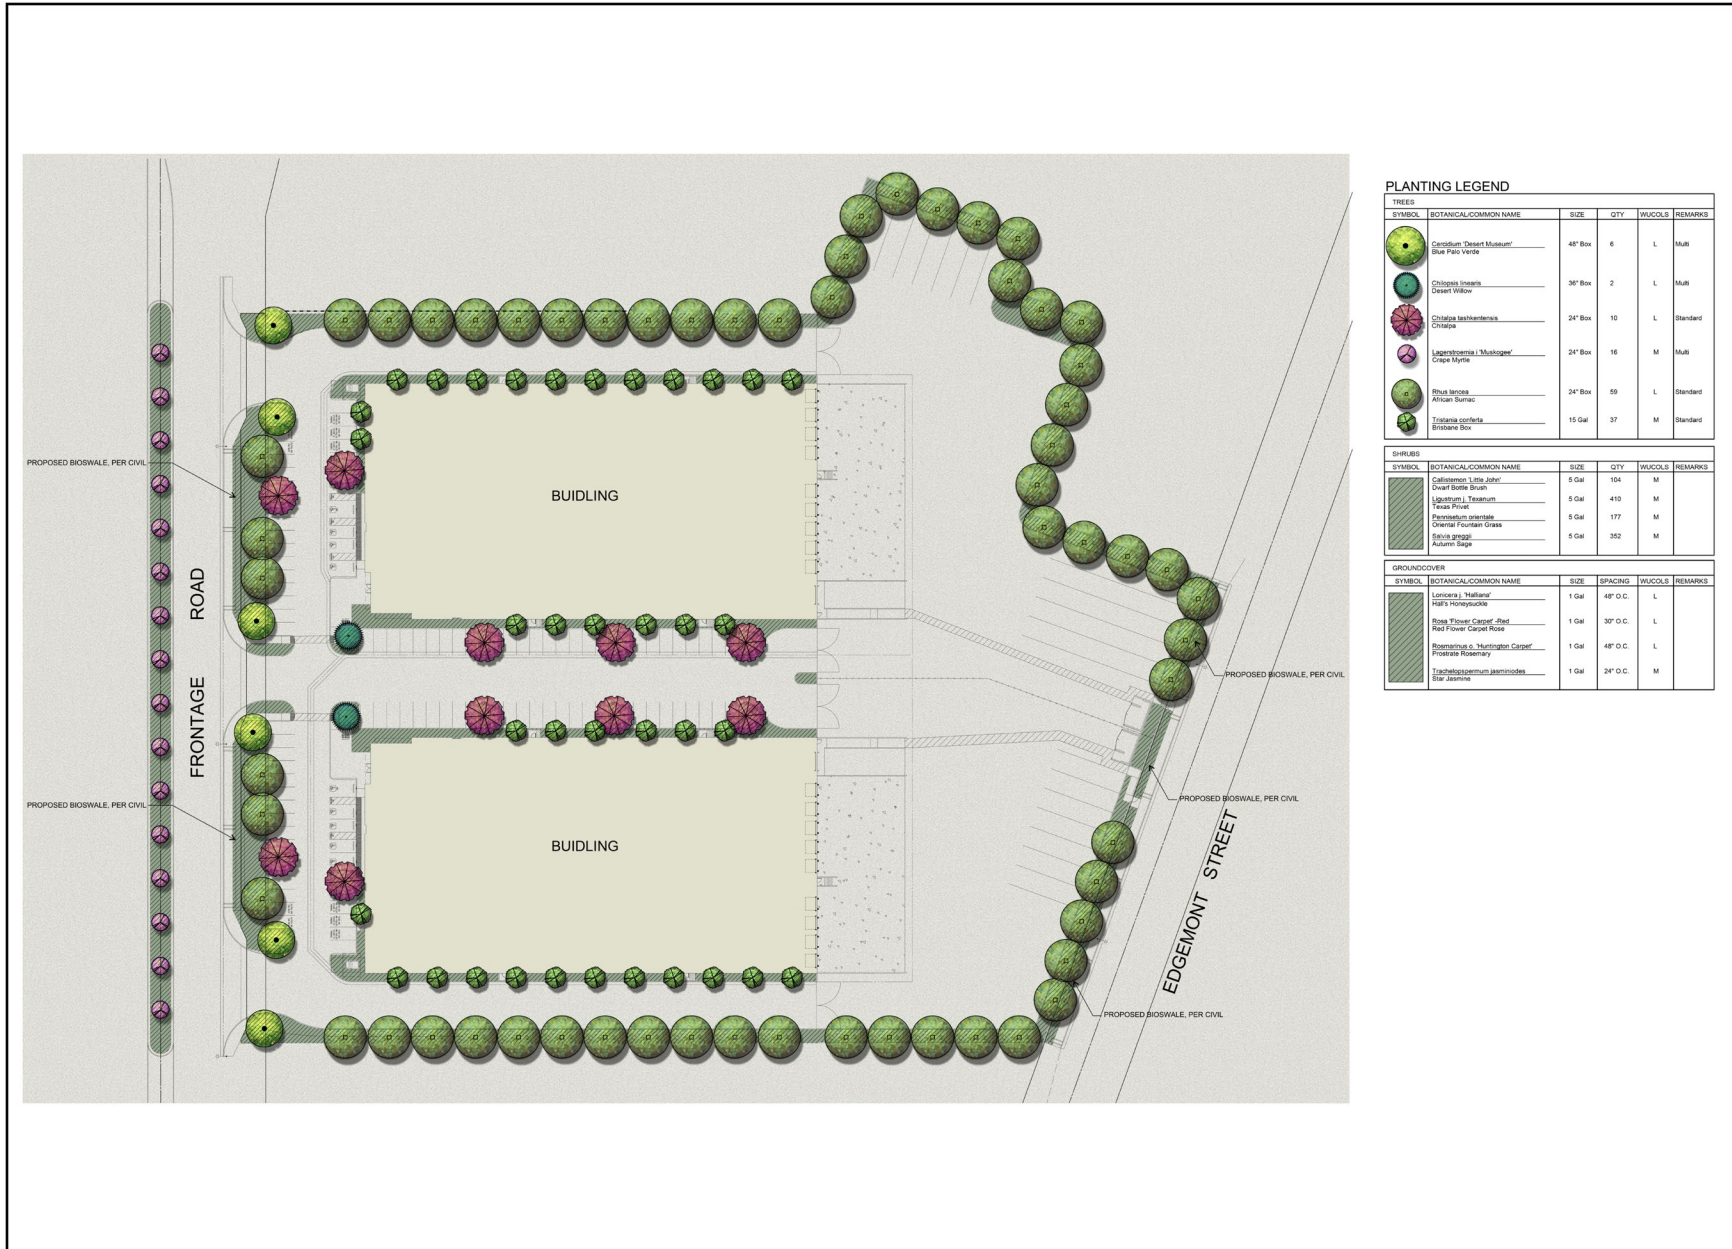 PLANTING LEGEND
TREES
SYMBOL BOTANICAL/COMMON NAME SIZE QTY WUCOLS REMARKS
Cercidium 'Desert Museum' 48" Box 6 L Multi
Blue Palo Verde
Chilopsis linearis 36" Box 2 L Multi
Desert Willow
Chitalpa tashkentensis 24" Box 10 L Standard
Chitalpa
Lagerstroemia i 'Muskogee' 24" Box 16 M Multi
Crape Myrtle
Rhus lancea 24" Box 59 L Standard
African Sumac
Tristania conferta 15 Gal 37 M Standard
Brisbane Box
SHRUBS
SYMBOL BOTANICAL/COMMON NAME SIZE QTY WUCOLS REMARKS
Callistemon 'Little John' 5 Gal 104 M
Dwarf Bottle Brush
Ligustrum j. Texanum 5 Gal 410 M
Texas Privet
Pennisetum orientale 5 Gal 177 M
Oriental Fountain Grass
Salvia greggii 5 Gal 352 M
Autumn Sage
GROUNDCOVER
SYMBOL BOTANICAL/COMMON NAME SIZE SPACING WUCOLS REMARKS
Lonicera j. 'Halliana' 1 Gal 48" O.C. L
Hall's Honeysuckle
Rosa 'Flower Carpet' -Red 1 Gal 30" O.C. L
Red Flower Carpet Rose
Rosmarinus o. 'Huntington Carpet' 1 Gal 48" O.C. L
Prostrate Rosemary
Trachelopspermum jasminiodes 1 Gal 24" O.C. M
Star Jasmine
PROPOSED BIOSWALE, PER CIVIL
BUIDLING
FRONTAGE ROAD
PROPOSED BIOSWALE, PER CIVIL
PROPOSED BIOSWALE, PER CIVIL
PROPOSED BIOSWALE, PER CIVIL
BUIDLING
EDGEMONT STREET
PROPOSED BIOSWALE, PER CIVIL